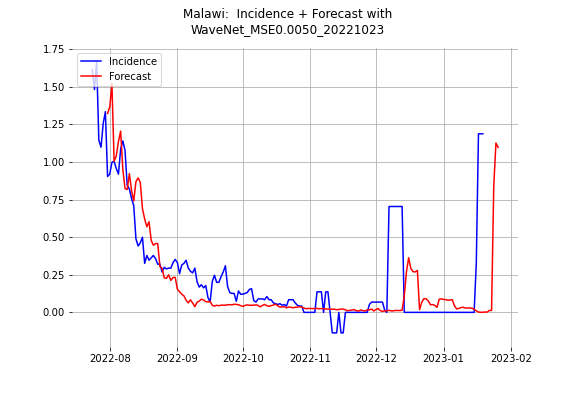 Malawi:  Incidence + Forecast with
WaveNet_MSE0.0050_20221023
1.75
1.50
1.25
1.00
0.75
0.50
0.25
0.00
Incidence
Forecast
2022-08 2022-09 2022-10 2022-11 2022-12 2023-01 2023-02